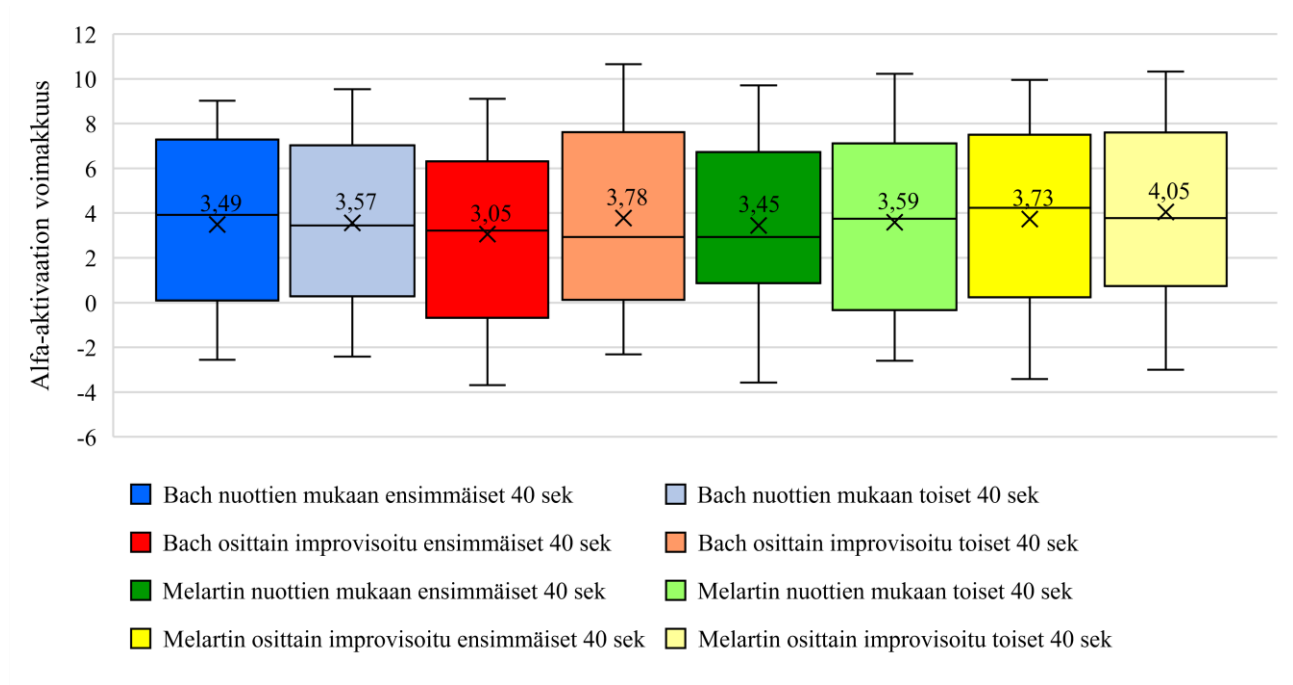 Alfa-aktivaation voimakkuus
12
10
8
6
4
2
0
-2
-4
-6
3,49
3,57
3,05
3,78
3,45
3,59
3,73
4,05
Bach nuottien mukaan ensimmäiset 40 sek
Bach nuottien mukaan toiset 40 sek
Bach osittain improvisoitu ensimmäiset 40 sek
Bach osittain improvisoitu toiset 40 sek
Melartin nuottien mukaan ensimmäiset 40 sek
Melartin nuottien mukaan toiset 40 sek
Melartin osittain improvisoitu ensimmäiset 40 sek
Melartin osittain improvisoitu toiset 40 sek